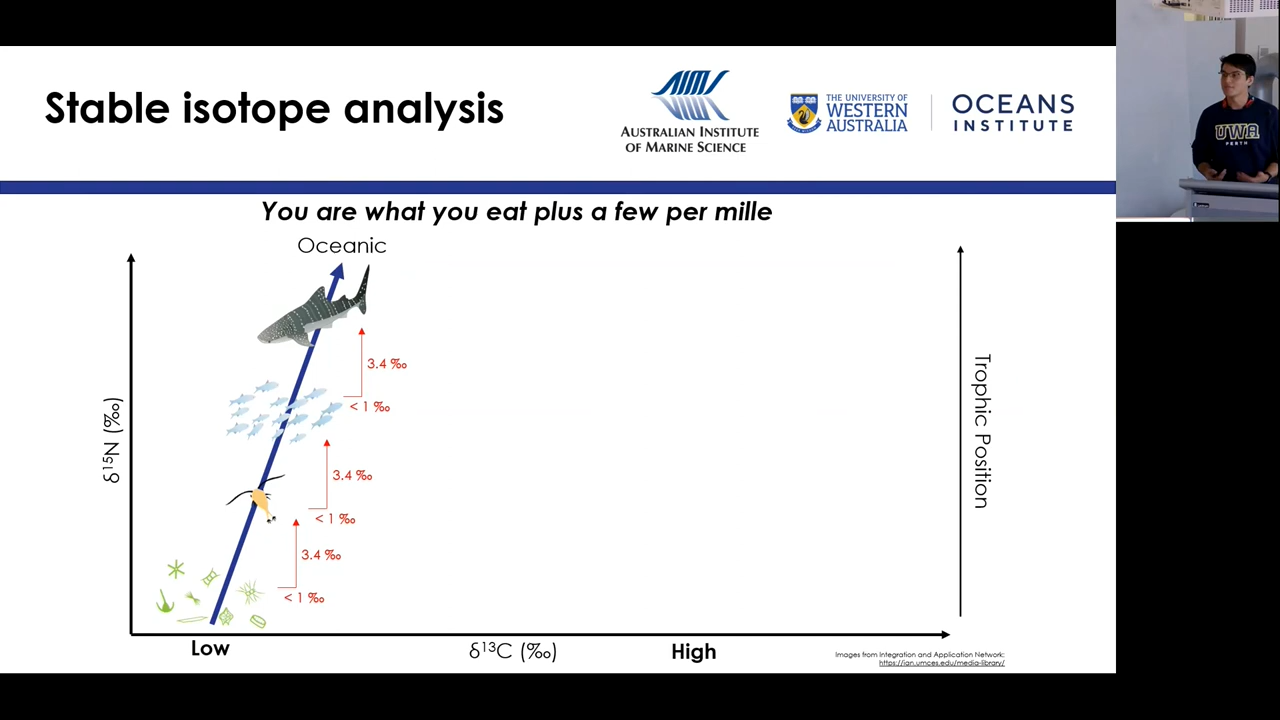 Stable isotope analysis
AIMS
AUSTRALIAN INSTITUTE
OF MARINE SCIENCE
THE UNIVERSITY OF
WESTERN
AUSTRALIA
OCEANS
INSTITUTE
UWA
PERTH
You are what you eat plus a few per mille
Oceanic
3.4 ‰
< 1 ‰
3.4 ‰
< 1 ‰
3.4 ‰
< 1 ‰
δ¹⁵N (‰)
Trophic Position
Low
δ¹³C (‰)
High
Images from Integration and Application Network:
https://ian.umces.edu/media-library/